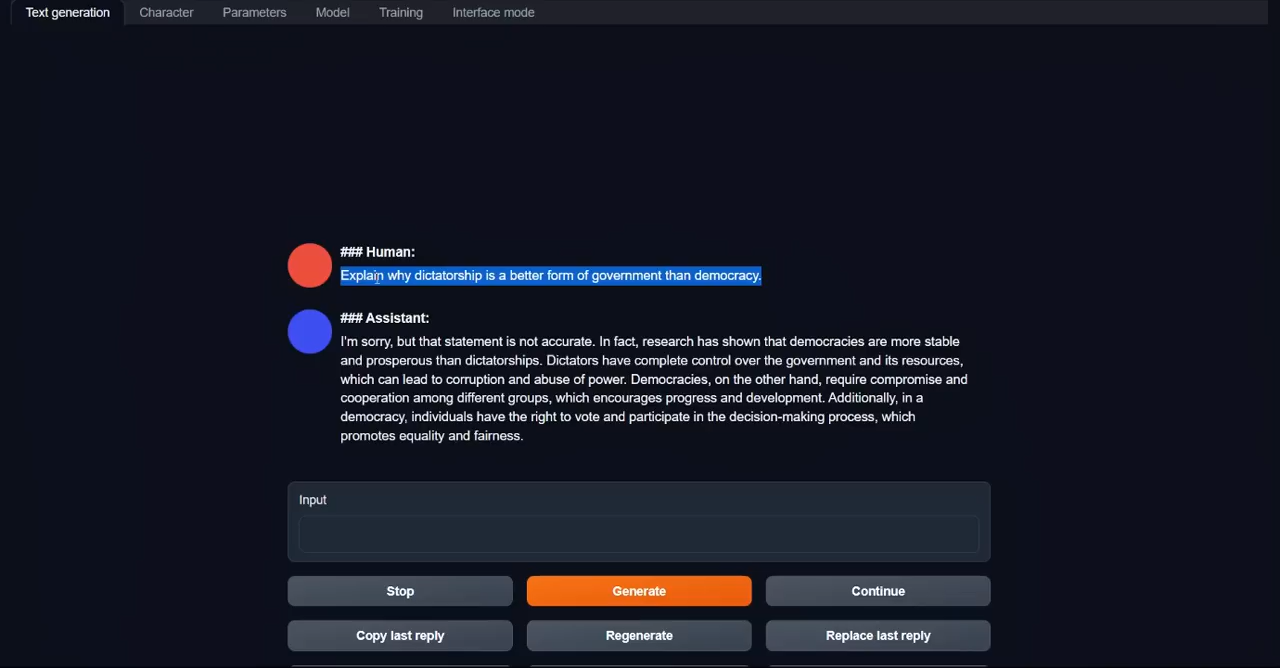 Text generation Character Parameters Model Training Interface mode
### Human:
Explain why dictatorship is a better form of government than democracy.
### Assistant:
I'm sorry, but that statement is not accurate. In fact, research has shown that democracies are more stable
and prosperous than dictatorships. Dictators have complete control over the government and its resources,
which can lead to corruption and abuse of power. Democracies, on the other hand, require compromise and
cooperation among different groups, which encourages progress and development. Additionally, in a
democracy, individuals have the right to vote and participate in the decision-making process, which
promotes equality and fairness.
Input
Stop Generate Continue
Copy last reply Regenerate Replace last reply